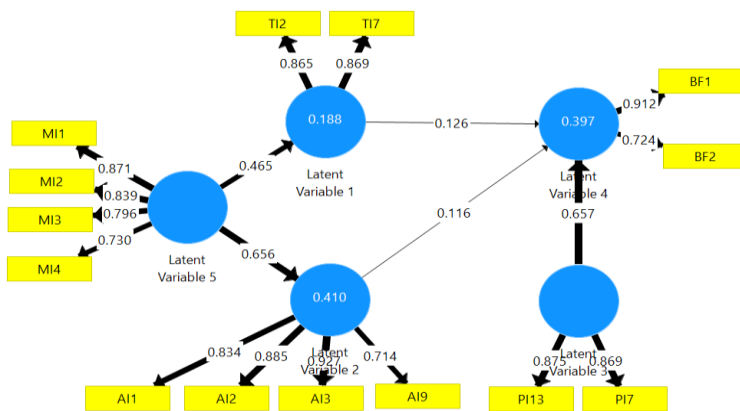 TI2
TI7
0.865
0.869
BF1
0.912
0.188
0.126
0.397
MI1
0.724
BF2
0.871
0.465
Latent
Variable 1
Latent
Variable 4
MI2
0.839
MI3
0.796
0.116
0.657
0.730
MI4
Latent
Variable 5
0.656
0.410
0.834
0.885
Latent
Variable 2
0.927
0.714
0.875
Latent
Variable 3
0.869
AI1
AI2
AI3
AI9
PI13
PI7